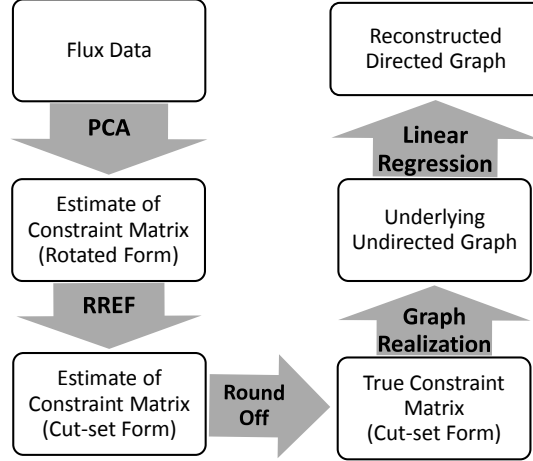 Flux Data
PCA
Estimate of
Constraint Matrix
(Rotated Form)
RREF
Estimate of
Constraint Matrix
(Cut-set Form)
Round
Off
True Constraint
Matrix
(Cut-set Form)
Graph
Realization
Underlying
Undirected Graph
Linear
Regression
Reconstructed
Directed Graph